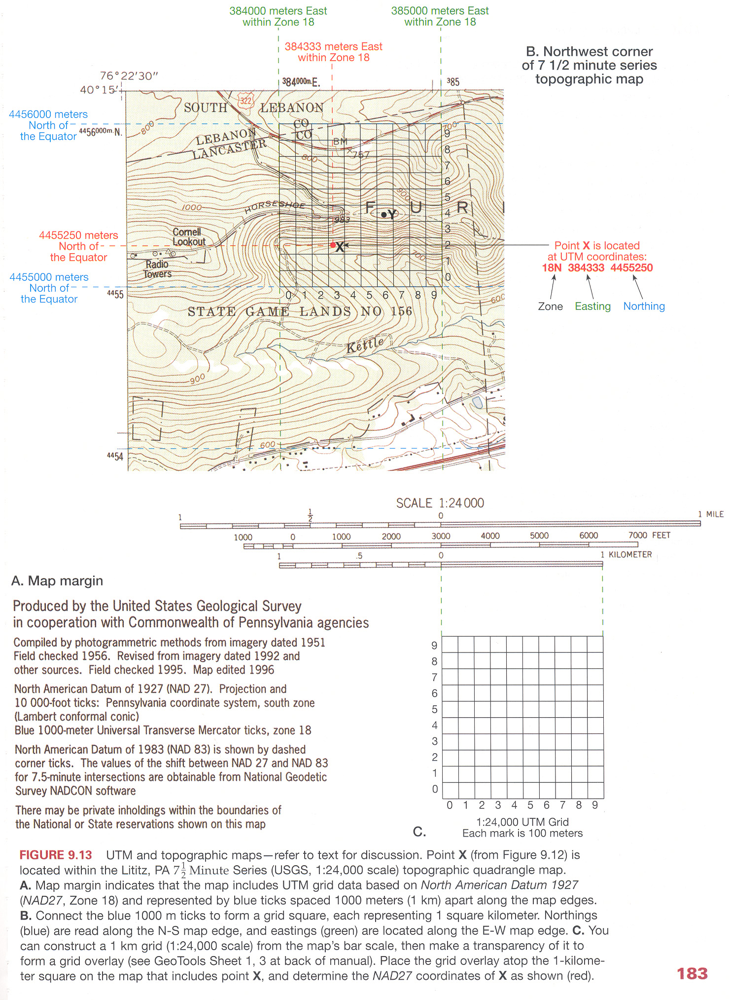 384000 meters East
within Zone 18
385000 meters East
within Zone 18
384333 meters East
within Zone 18
B. Northwest corner
of 7 1/2 minute series
topographic map
76°22'30"
40°15'
384000m.E.
385
322
SOUTH LEBANON
4456000 meters
North of
the Equator
4456000m.N.
800
CO
CO
LEBANON
LANCASTER
700
BM
×757
800
9
8
7
6
5
4
3
2
1
0
900
1000
HORSESHOE
F U R
Y
983
Cornell
Lookout
4455250 meters
North of
the Equator
X
Radio
Towers
700
Point X is located
at UTM coordinates:
18N 384333 4455250
Zone Easting Northing
4455000 meters
North of
the Equator
4455
0 1 2 3 4 5 6 7 8 9
600
STATE GAME LANDS NO 156
Kettle
900
600
4454
SCALE 1:24 000
1 1/2 0 1 MILE
1000 0 1000 2000 3000 4000 5000 6000 7000 FEET
1 .5 0 1 KILOMETER
A. Map margin
Produced by the United States Geological Survey
in cooperation with Commonwealth of Pennsylvania agencies
Compiled by photogrammetric methods from imagery dated 1951
Field checked 1956. Revised from imagery dated 1992 and
other sources. Field checked 1995. Map edited 1996
North American Datum of 1927 (NAD 27). Projection and
10 000-foot ticks: Pennsylvania coordinate system, south zone
(Lambert conformal conic)
Blue 1000-meter Universal Transverse Mercator ticks, zone 18
North American Datum of 1983 (NAD 83) is shown by dashed
corner ticks. The values of the shift between NAD 27 and NAD 83
for 7.5-minute intersections are obtainable from National Geodetic
Survey NADCON software
There may be private inholdings within the boundaries of
the National or State reservations shown on this map
9
8
7
6
5
4
3
2
1
0
0 1 2 3 4 5 6 7 8 9
1:24,000 UTM Grid
Each mark is 100 meters
C.
FIGURE 9.13 UTM and topographic maps—refer to text for discussion. Point X (from Figure 9.12) is
located within the Lititz, PA 7½ Minute Series (USGS, 1:24,000 scale) topographic quadrangle map.
A. Map margin indicates that the map includes UTM grid data based on North American Datum 1927
(NAD27, Zone 18) and represented by blue ticks spaced 1000 meters (1 km) apart along the map edges.
B. Connect the blue 1000 m ticks to form a grid square, each representing 1 square kilometer. Northings
(blue) are read along the N-S map edge, and eastings (green) are located along the E-W map edge. C. You
can construct a 1 km grid (1:24,000 scale) from the map's bar scale, then make a transparency of it to
form a grid overlay (see GeoTools Sheet 1, 3 at back of manual). Place the grid overlay atop the 1-kilome-
ter square on the map that includes point X, and determine the NAD27 coordinates of X as shown (red).
183